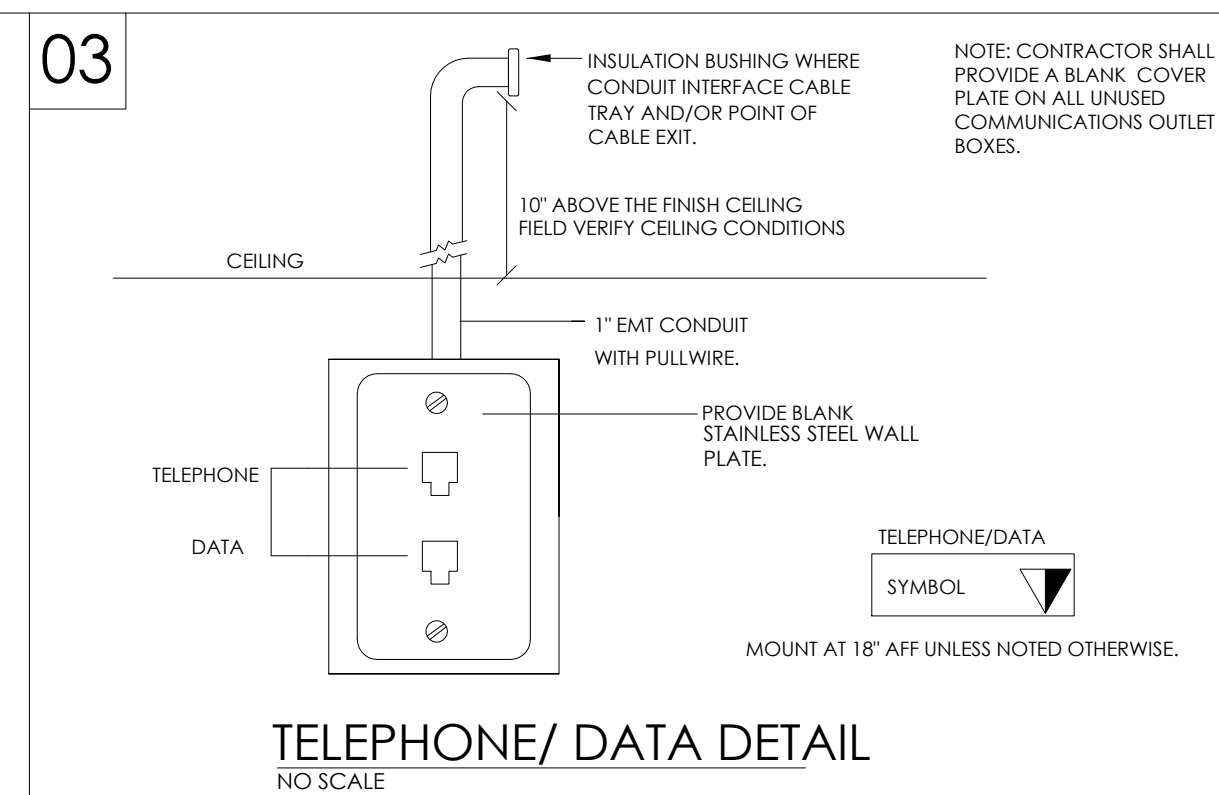 03
INSULATION BUSHING WHERE
CONDUIT INTERFACE CABLE
TRAY AND/OR POINT OF
CABLE EXIT.
NOTE: CONTRACTOR SHALL
PROVIDE A BLANK COVER
PLATE ON ALL UNUSED
COMMUNICATIONS OUTLET
BOXES.
10" ABOVE THE FINISH CEILING
FIELD VERIFY CEILING CONDITIONS
CEILING
1" EMT CONDUIT
WITH PULLWIRE.
PROVIDE BLANK
STAINLESS STEEL WALL
PLATE.
TELEPHONE
DATA
TELEPHONE/DATA
SYMBOL
MOUNT AT 18" AFF UNLESS NOTED OTHERWISE.
TELEPHONE/ DATA DETAIL
NO SCALE